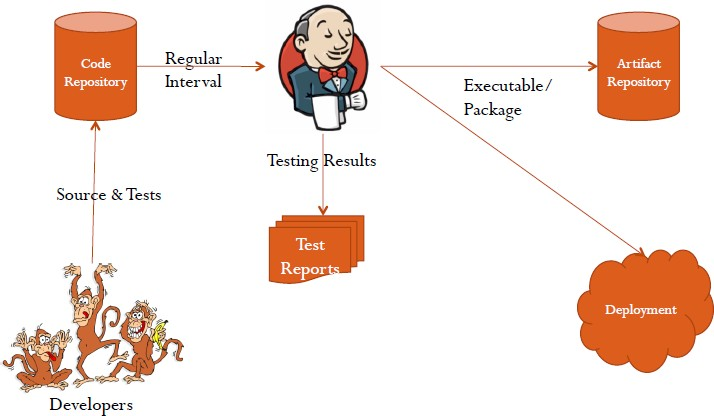 Code
Repository
Regular
Interval
Executable/
Package
Artifact
Repository
Testing Results
Source & Tests
Test
Reports
Deployment
Developers